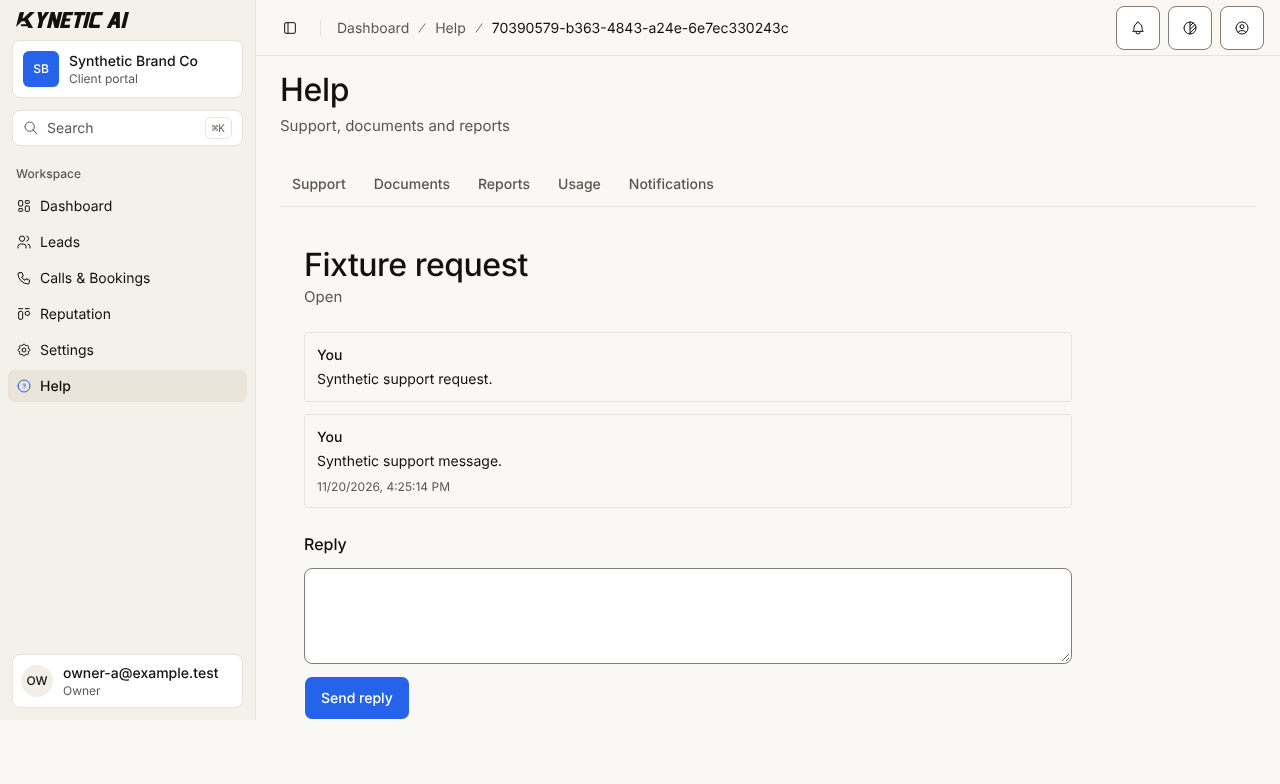 KYNETIC AI
SB
Synthetic Brand Co
Client portal
Search
⌘K
Workspace
Dashboard
Leads
Calls & Bookings
Reputation
Settings
Help
OW
owner-a@example.test
Owner
Dashboard / Help / 70390579-b363-4843-a24e-6e7ec330243c
Help
Support, documents and reports
Support Documents Reports Usage Notifications
Fixture request
Open
You
Synthetic support request.
You
Synthetic support message.
11/20/2026, 4:25:14 PM
Reply
Send reply